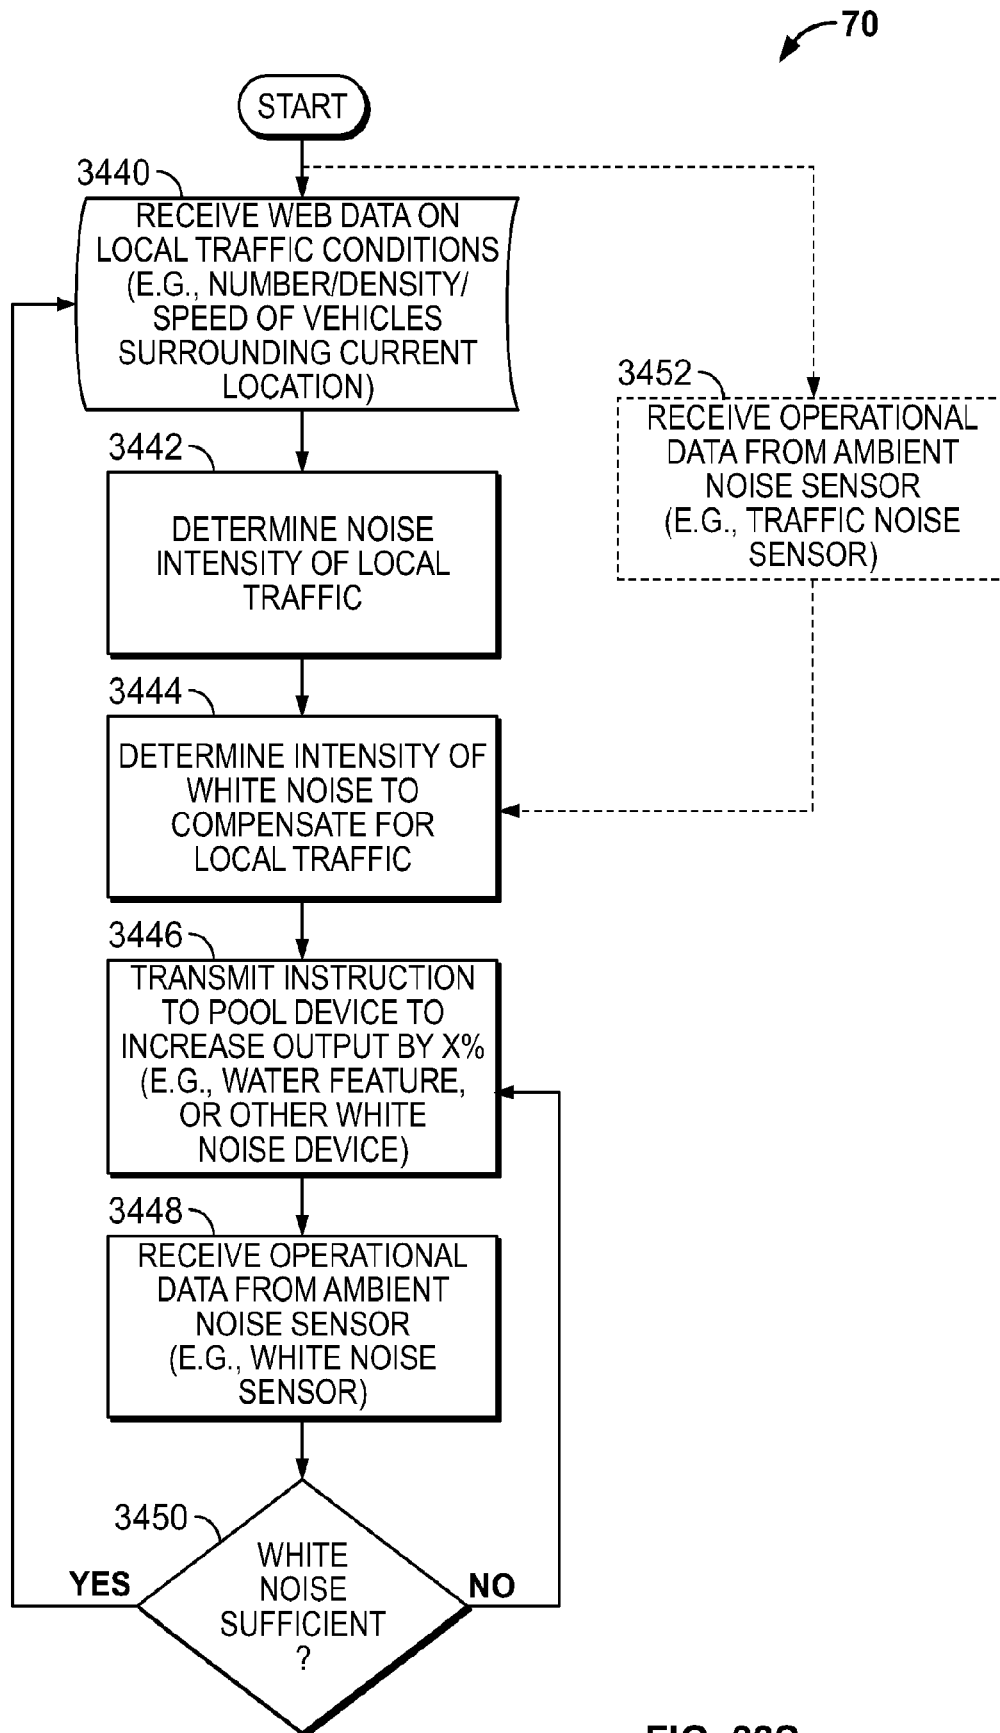 70
START
3440
RECEIVE WEB DATA ON
LOCAL TRAFFIC CONDITIONS
(E.G., NUMBER/DENSITY/
SPEED OF VEHICLES
SURROUNDING CURRENT
LOCATION)
3452
RECEIVE OPERATIONAL
DATA FROM AMBIENT
NOISE SENSOR
(E.G., TRAFFIC NOISE
SENSOR)
3442
DETERMINE NOISE
INTENSITY OF LOCAL
TRAFFIC
3444
DETERMINE INTENSITY OF
WHITE NOISE TO
COMPENSATE FOR
LOCAL TRAFFIC
3446
TRANSMIT INSTRUCTION
TO POOL DEVICE TO
INCREASE OUTPUT BY X%
(E.G., WATER FEATURE,
OR OTHER WHITE
NOISE DEVICE)
3448
RECEIVE OPERATIONAL
DATA FROM AMBIENT
NOISE SENSOR
(E.G., WHITE NOISE
SENSOR)
3450
WHITE
NOISE
SUFFICIENT
?
YES
NO
FIG.